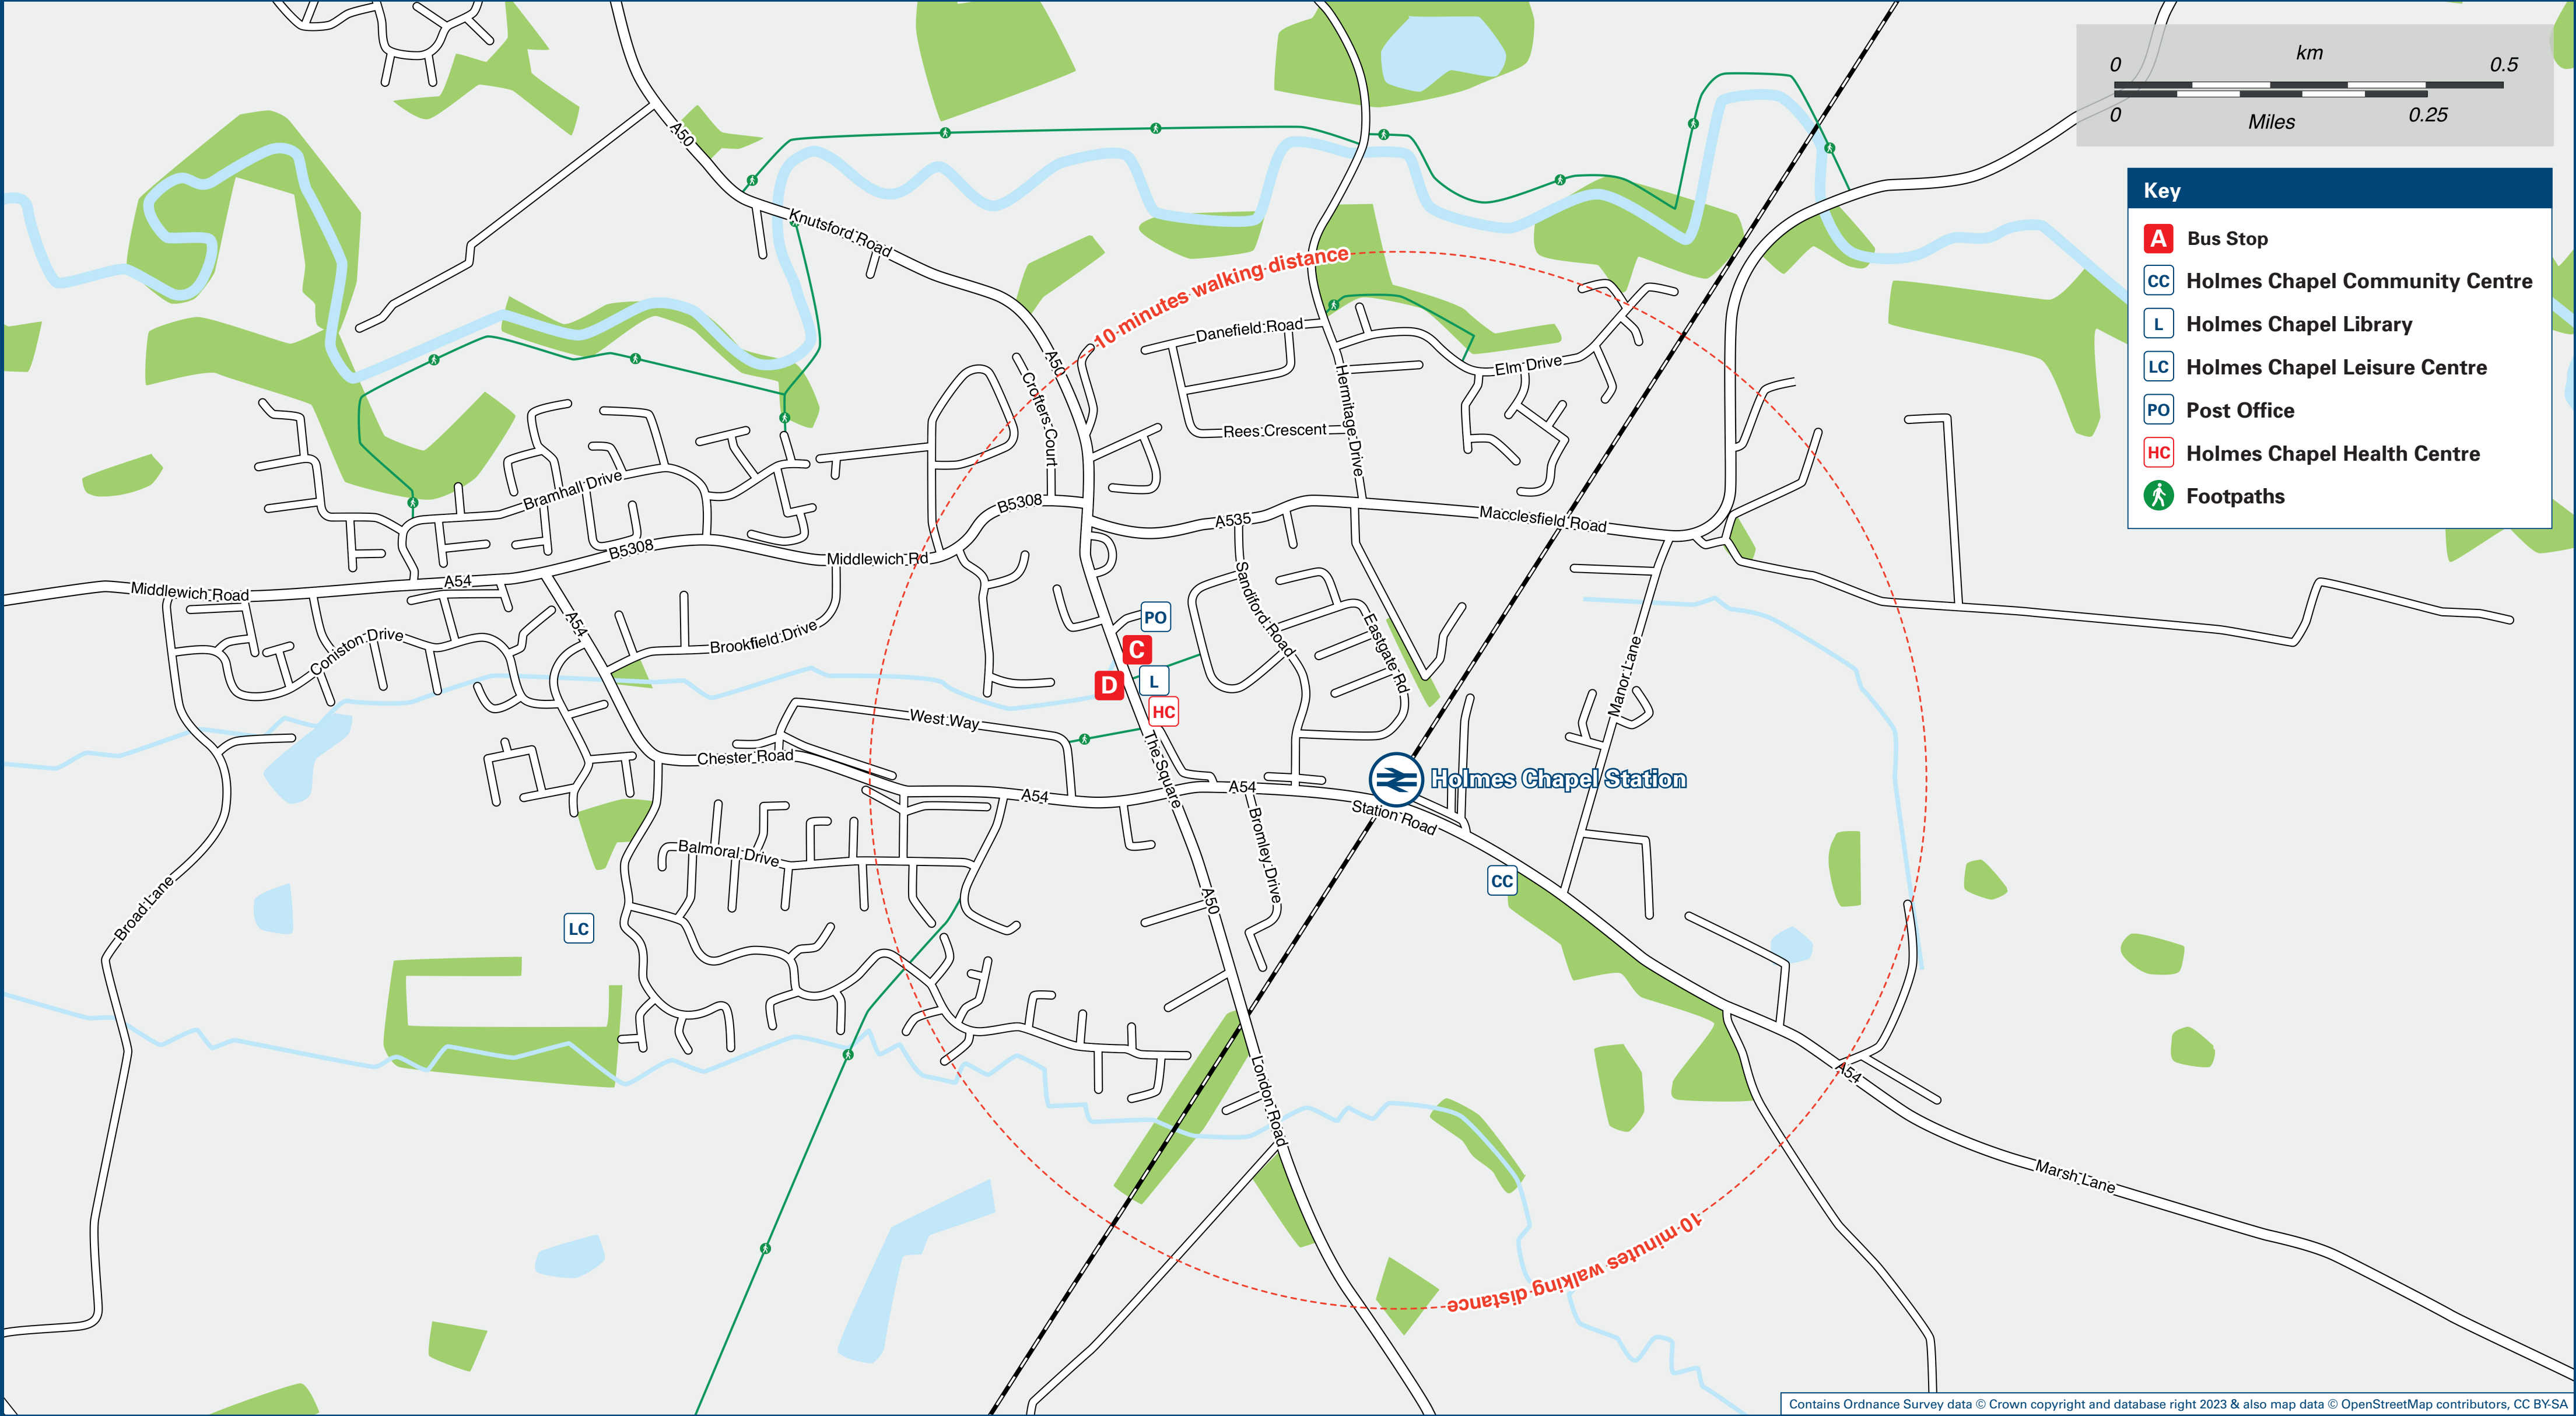 km
0
0.5
0
Miles
0.25
Key
A Bus Stop
CC Holmes Chapel Community Centre
L Holmes Chapel Library
LC Holmes Chapel Leisure Centre
PO Post Office
HC Holmes Chapel Health Centre
Footpaths
A50
Knutsford Road
10 minutes walking distance
A50
Crofters Court
Danefield Road
Hermitage Drive
Elm Drive
Rees Crescent
Bramhall Drive
B5308
A535
Macclesfield Road
B5308
Middlewich Rd
A54
Middlewich Road
A54
Coniston Drive
Brookfield Drive
Sandiford Road
Eastgate Rd
Manor Lane
PO
C
D
L
HC
West Way
The Square
Chester Road
A54
A54
Holmes Chapel Station
Station Road
Bromley Drive
Balmoral Drive
A50
CC
Broad Lane
LC
London Road
A54
Marsh Lane
10 minutes walking distance
Contains Ordnance Survey data © Crown copyright and database right 2023 & also map data © OpenStreetMap contributors, CC BY-SA